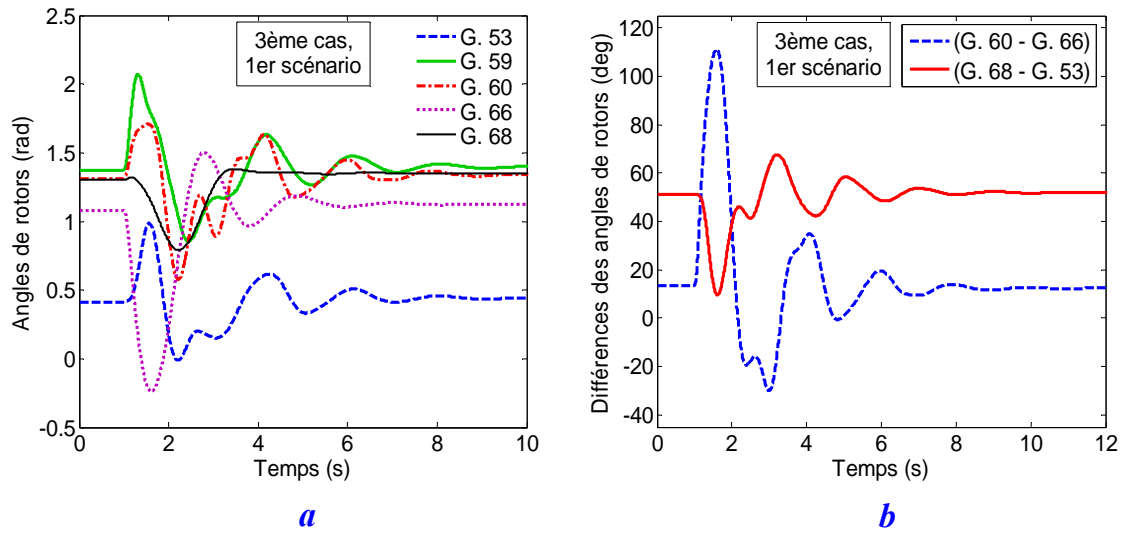 3ème cas,
1er scénario
G. 53
G. 59
G. 60
G. 66
G. 68
Angles de rotors (rad)
2.5
2
1.5
1
0.5
0
-0.5
0 2 4 6 8 10
Temps (s)
a
3ème cas,
1er scénario
(G. 60 - G. 66)
(G. 68 - G. 53)
Différences des angles de rotors (deg)
120
100
80
60
40
20
0
-20
-40
0 2 4 6 8 10 12
Temps (s)
b